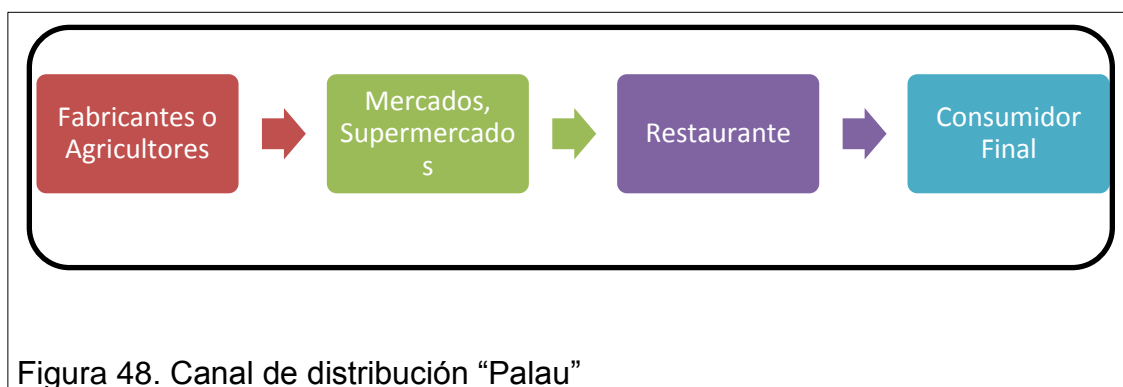 Fabricantes o
Agricultores
Mercados,
Supermercado
s
Restaurante
Consumidor
Final
Figura 48. Canal de distribución “Palau”